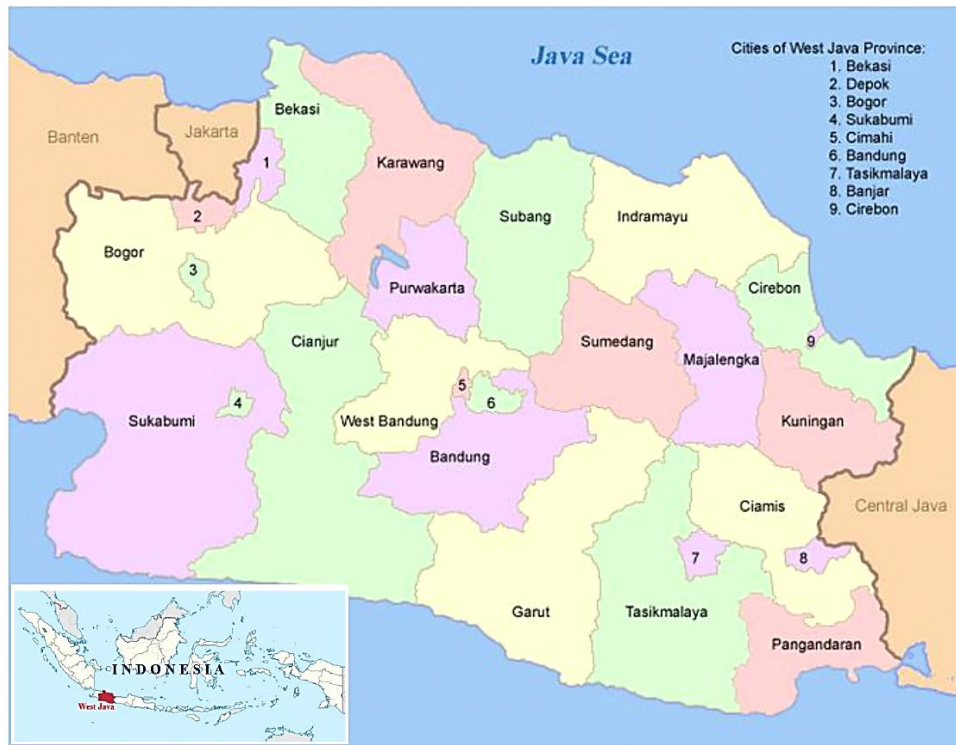 Java Sea
Cities of West Java Province:
1. Bekasi
2. Depok
3. Bogor
4. Sukabumi
5. Cimahi
6. Bandung
7. Tasikmalaya
8. Banjar
9. Cirebon
Banten
Jakarta
Bekasi
1
Karawang
2
Subang
Indramayu
Bogor
3
Purwakarta
Cirebon
9
Cianjur
Sumedang
Majalengka
5
4
6
Sukabumi
West Bandung
Kuningan
Bandung
Ciamis
Central Java
7
8
Garut
Tasikmalaya
Pangandaran
INDONESIA
West Java